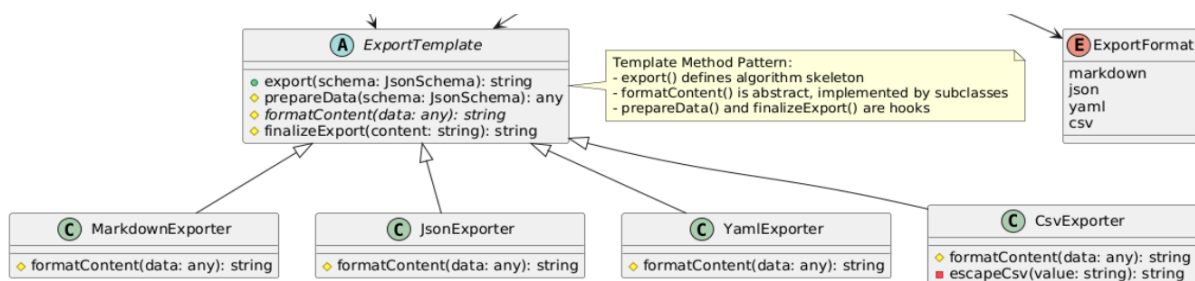 A ExportTemplate
export(schema: JsonSchema): string
prepareData(schema: JsonSchema): any
formatContent(data: any): string
finalizeExport(content: string): string
Template Method Pattern:
- export() defines algorithm skeleton
- formatContent() is abstract, implemented by subclasses
- prepareData() and finalizeExport() are hooks
E ExportFormat
markdown
json
yaml
csv
C MarkdownExporter
formatContent(data: any): string
C JsonExporter
formatContent(data: any): string
C YamlExporter
formatContent(data: any): string
C CsvExporter
formatContent(data: any): string
escapeCsv(value: string): string